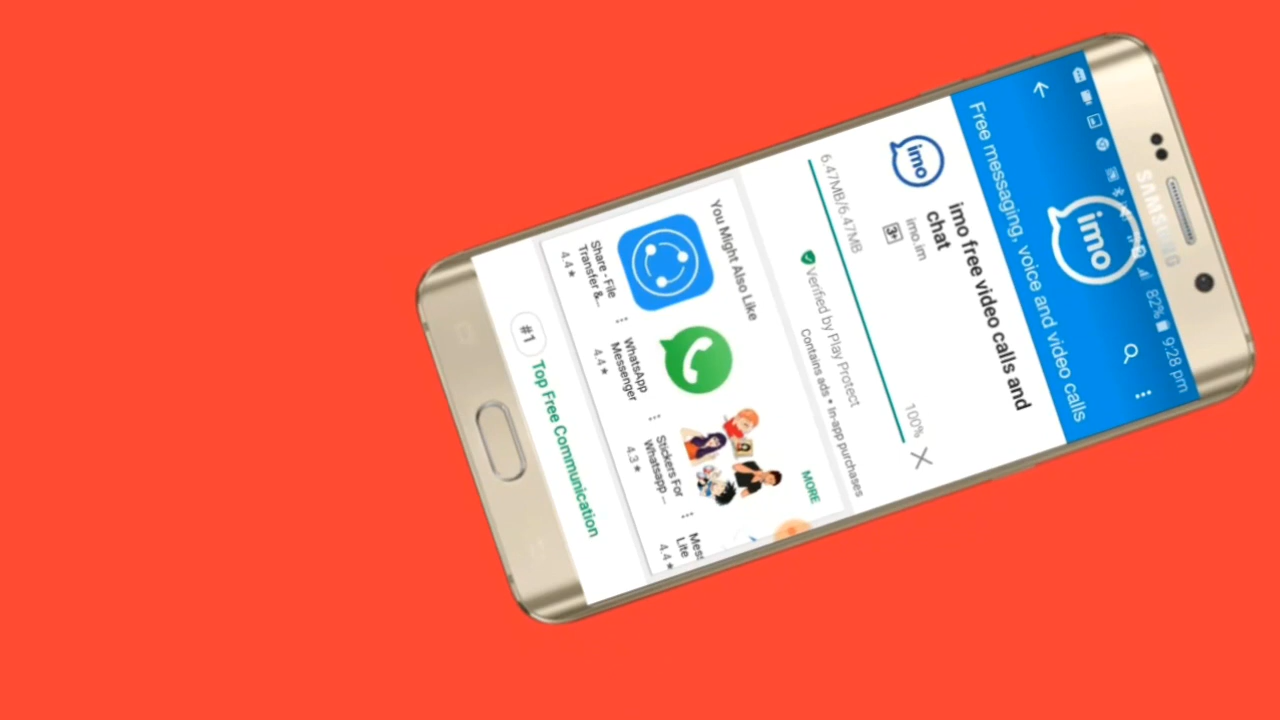 SAMSUNG
82% 9:28 pm
imo
Free messaging, voice and video calls
imo
imo free video calls and
chat
imo.im
3+
6.47MB/6.47MB
100%
Verified by Play Protect
Contains ads • In-app purchases
You Might Also Like
MORE
Share - File
Transfer &...
4.4★
WhatsApp
Messenger
4.4★
Stickers For
Whatsapp ...
4.3★
Lite
4.4★
#1
Top Free Communication